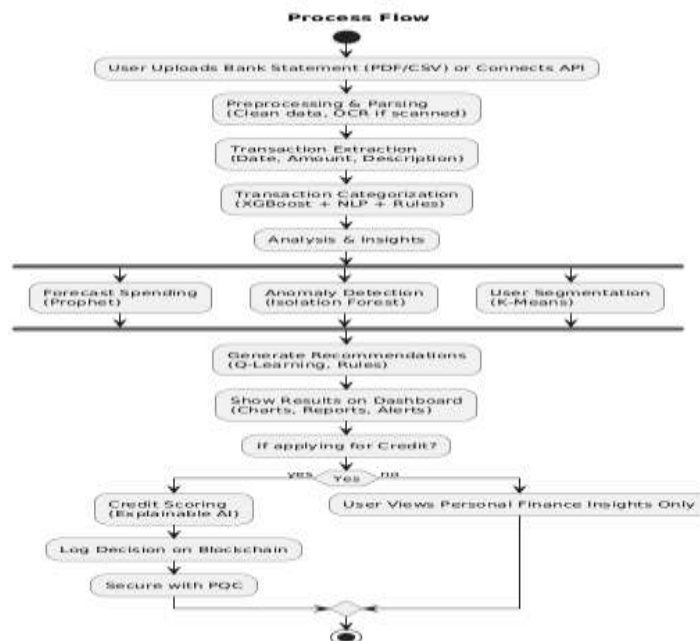 Process Flow
User Uploads Bank Statement (PDF/CSV) or Connects API
Preprocessing & Parsing
(Clean data, OCR if scanned)
Transaction Extraction
(Date, Amount, Description)
Transaction Categorization
(XGBoost + NLP + Rules)
Analysis & Insights
Forecast Spending
(Prophet)
Anomaly Detection
(Isolation Forest)
User Segmentation
(K-Means)
Generate Recommendations
(Q-Learning, Rules)
Show Results on Dashboard
(Charts, Reports, Alerts)
If applying for Credit?
yes
Yes
no
Credit Scoring
(Explainable AI)
User Views Personal Finance Insights Only
Log Decision on Blockchain
Secure with PQC